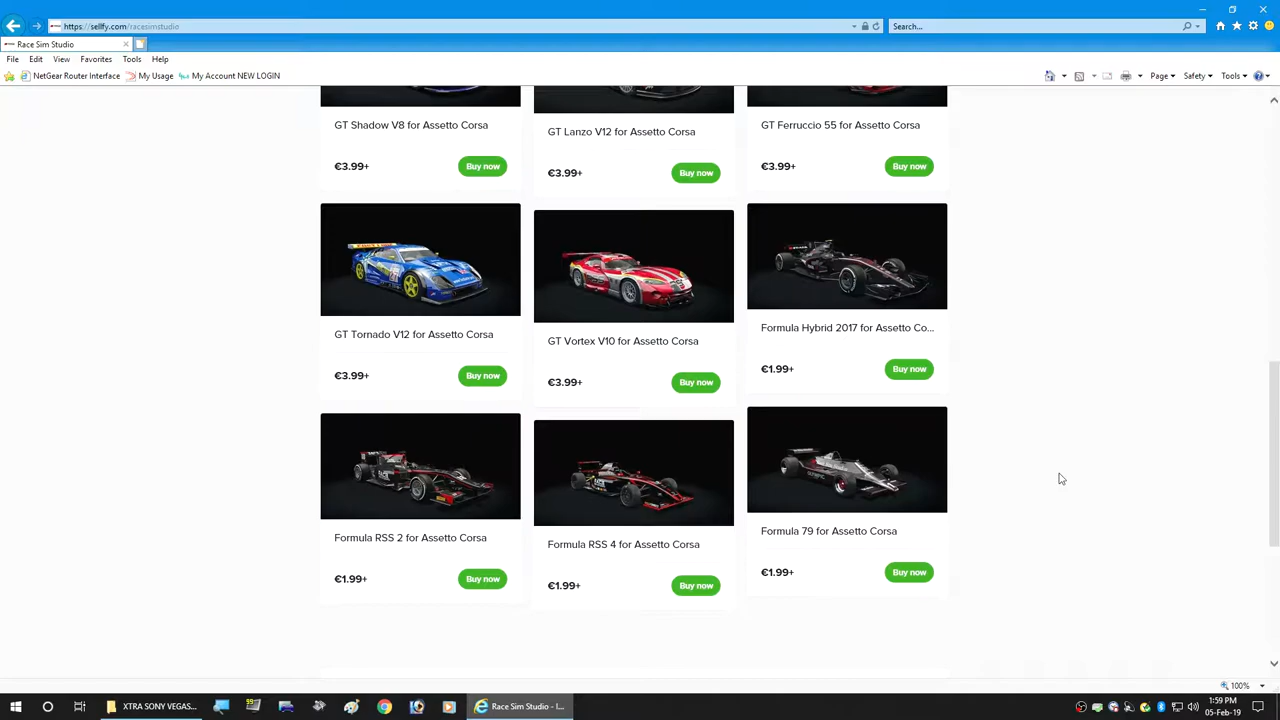 https://sellfy.com/racesimstudio
Search...
Race Sim Studio
File Edit View Favorites Tools Help
NetGear Router Interface My Usage My Account NEW LOGIN
Page Safety Tools
GT Shadow V8 for Assetto Corsa
GT Lanzo V12 for Assetto Corsa
GT Ferruccio 55 for Assetto Corsa
€3.99+ Buy now
€3.99+ Buy now
€3.99+ Buy now
GT Tornado V12 for Assetto Corsa
GT Vortex V10 for Assetto Corsa
Formula Hybrid 2017 for Assetto Co...
€3.99+ Buy now
€3.99+ Buy now
€1.99+ Buy now
Formula RSS 2 for Assetto Corsa
Formula RSS 4 for Assetto Corsa
Formula 79 for Assetto Corsa
€1.99+ Buy now
€1.99+ Buy now
€1.99+ Buy now
100%
XTRA SONY VEGAS...
Race Sim Studio - I...
1:59 PM
05-Feb-19